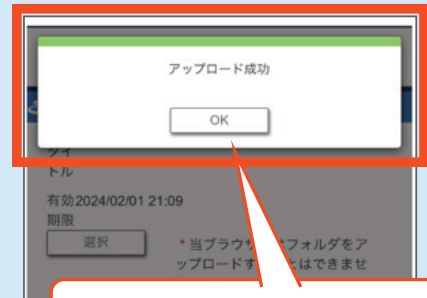 アップロード成功
OK
タイ
トル
有効2024/02/01 21:09
期限
選択
*当ブラウ
フォルダをア
ップロードす
とはできませ